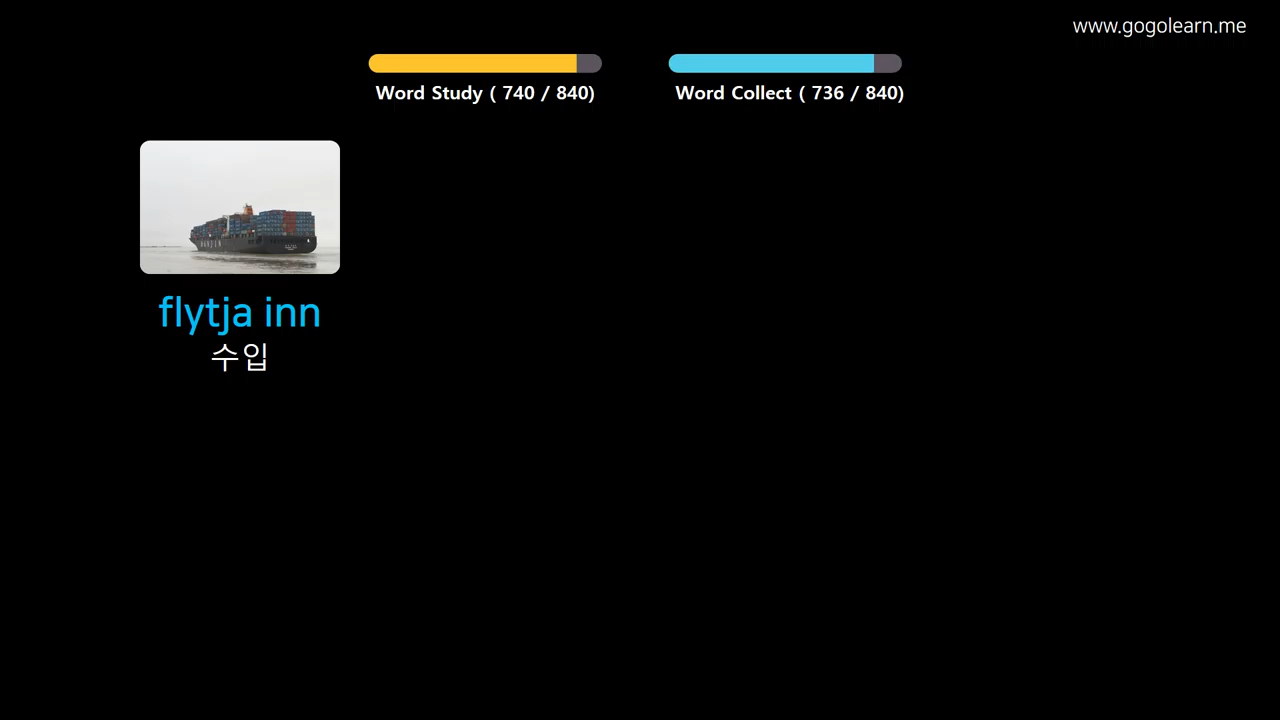 www.gogolearn.me
Word Study ( 740 / 840)
Word Collect ( 736 / 840)
flytja inn
수입